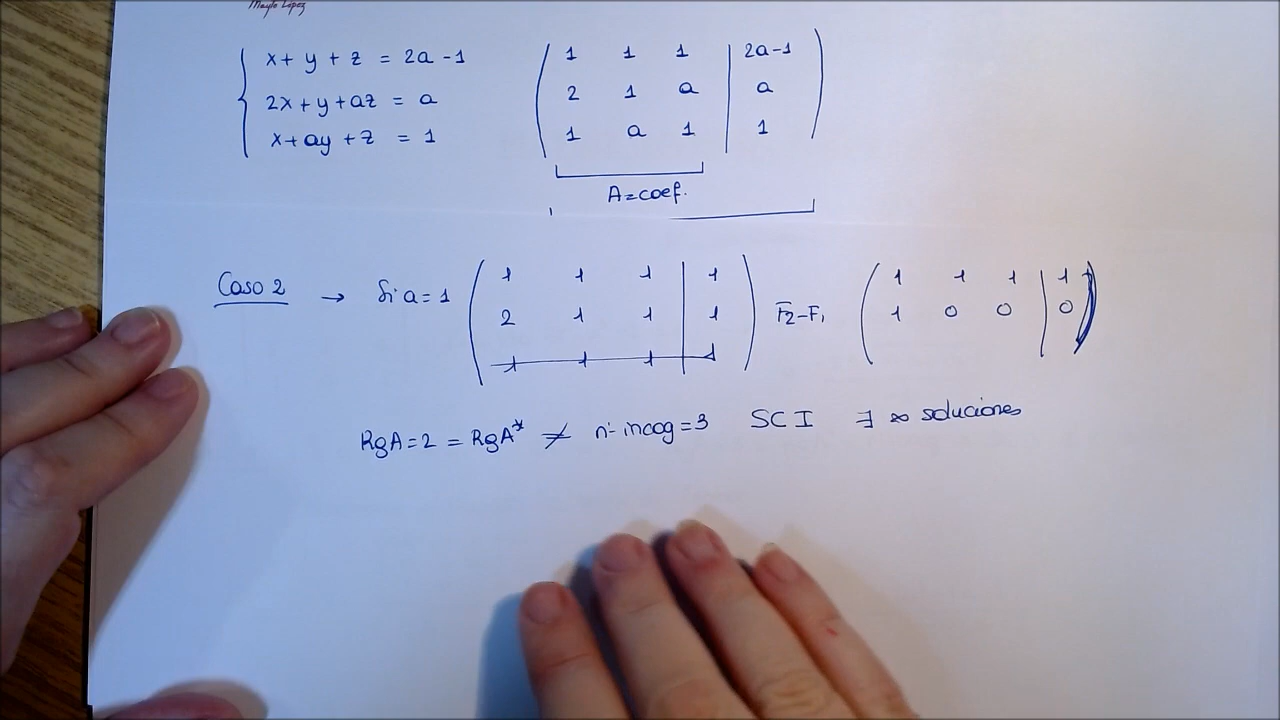 Mayte López
x + y + z = 2a - 1
2x + y + az = a
x + ay + z = 1
1 1 1 | 2a-1
2 1 a | a
1 a 1 | 1
A = coef.
Caso 2 → Si a = 1
1 1 1 | 1
2 1 1 | 1
1 1 1 | 1
F₂-F₁
1 1 1 | 1
1 0 0 | 0
RgA = 2 = RgA* ≠ nº incog = 3 SCI ∃ ∞ soluciones